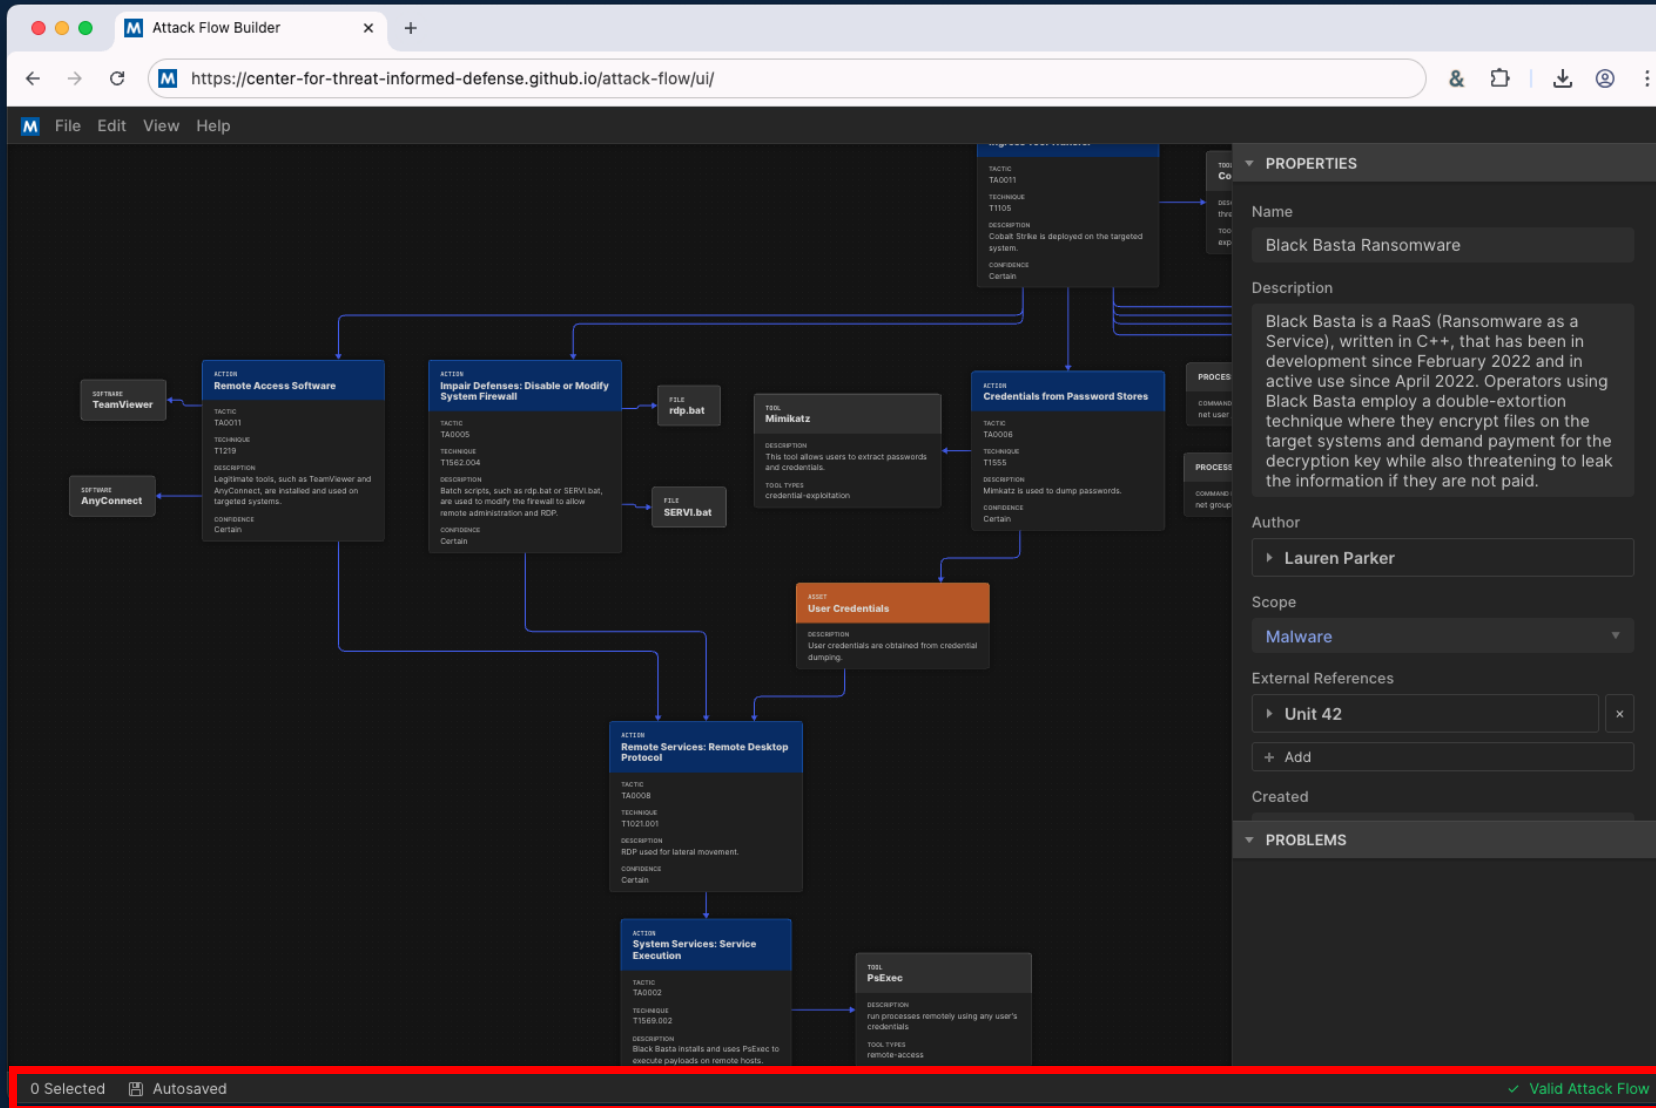 M Attack Flow Builder
M https://center-for-threat-informed-defense.github.io/attack-flow/ui/
M File Edit View Help
TACTIC
TA0011
TECHNIQUE
T1105
DESCRIPTION
Cobalt Strike is deployed on the targeted
system.
CONFIDENCE
Certain
ACTION
Remote Access Software
TACTIC
TA0011
TECHNIQUE
T1219
DESCRIPTION
Legitimate tools, such as TeamViewer and
AnyConnect, are installed and used on
targeted systems.
CONFIDENCE
Certain
SOFTWARE
TeamViewer
SOFTWARE
AnyConnect
ACTION
Impair Defenses: Disable or Modify
System Firewall
TACTIC
TA0005
TECHNIQUE
T1562.004
DESCRIPTION
Batch scripts, such as rdp.bat or SERVI.bat,
are used to modify the firewall to allow
remote administration and RDP.
CONFIDENCE
Certain
FILE
rdp.bat
FILE
SERVI.bat
TOOL
Mimikatz
DESCRIPTION
This tool allows users to extract passwords
and credentials.
TOOL TYPES
credential-exploitation
ACTION
Credentials from Password Stores
TACTIC
TA0006
TECHNIQUE
T1555
DESCRIPTION
Mimkatz is used to dump passwords.
CONFIDENCE
Certain
PROCES
COMMAND
net user
PROCESS
COMMAND
net group
ASSET
User Credentials
DESCRIPTION
User credentials are obtained from credential
dumping.
ACTION
Remote Services: Remote Desktop
Protocol
TACTIC
TA0008
TECHNIQUE
T1021.001
DESCRIPTION
RDP used for lateral movement.
CONFIDENCE
Certain
ACTION
System Services: Service
Execution
TACTIC
TA0002
TECHNIQUE
T1569.002
DESCRIPTION
Black Basta installs and uses PsExec to
execute payloads on remote hosts.
TOOL
PsExec
DESCRIPTION
run processes remotely using any user's
credentials
TOOL TYPES
remote-access
PROPERTIES
Name
Black Basta Ransomware
Description
Black Basta is a RaaS (Ransomware as a
Service), written in C++, that has been in
development since February 2022 and in
active use since April 2022. Operators using
Black Basta employ a double-extortion
technique where they encrypt files on the
target systems and demand payment for the
decryption key while also threatening to leak
the information if they are not paid.
Author
Lauren Parker
Scope
Malware
External References
Unit 42
+ Add
Created
PROBLEMS
0 Selected Autosaved
Valid Attack Flow